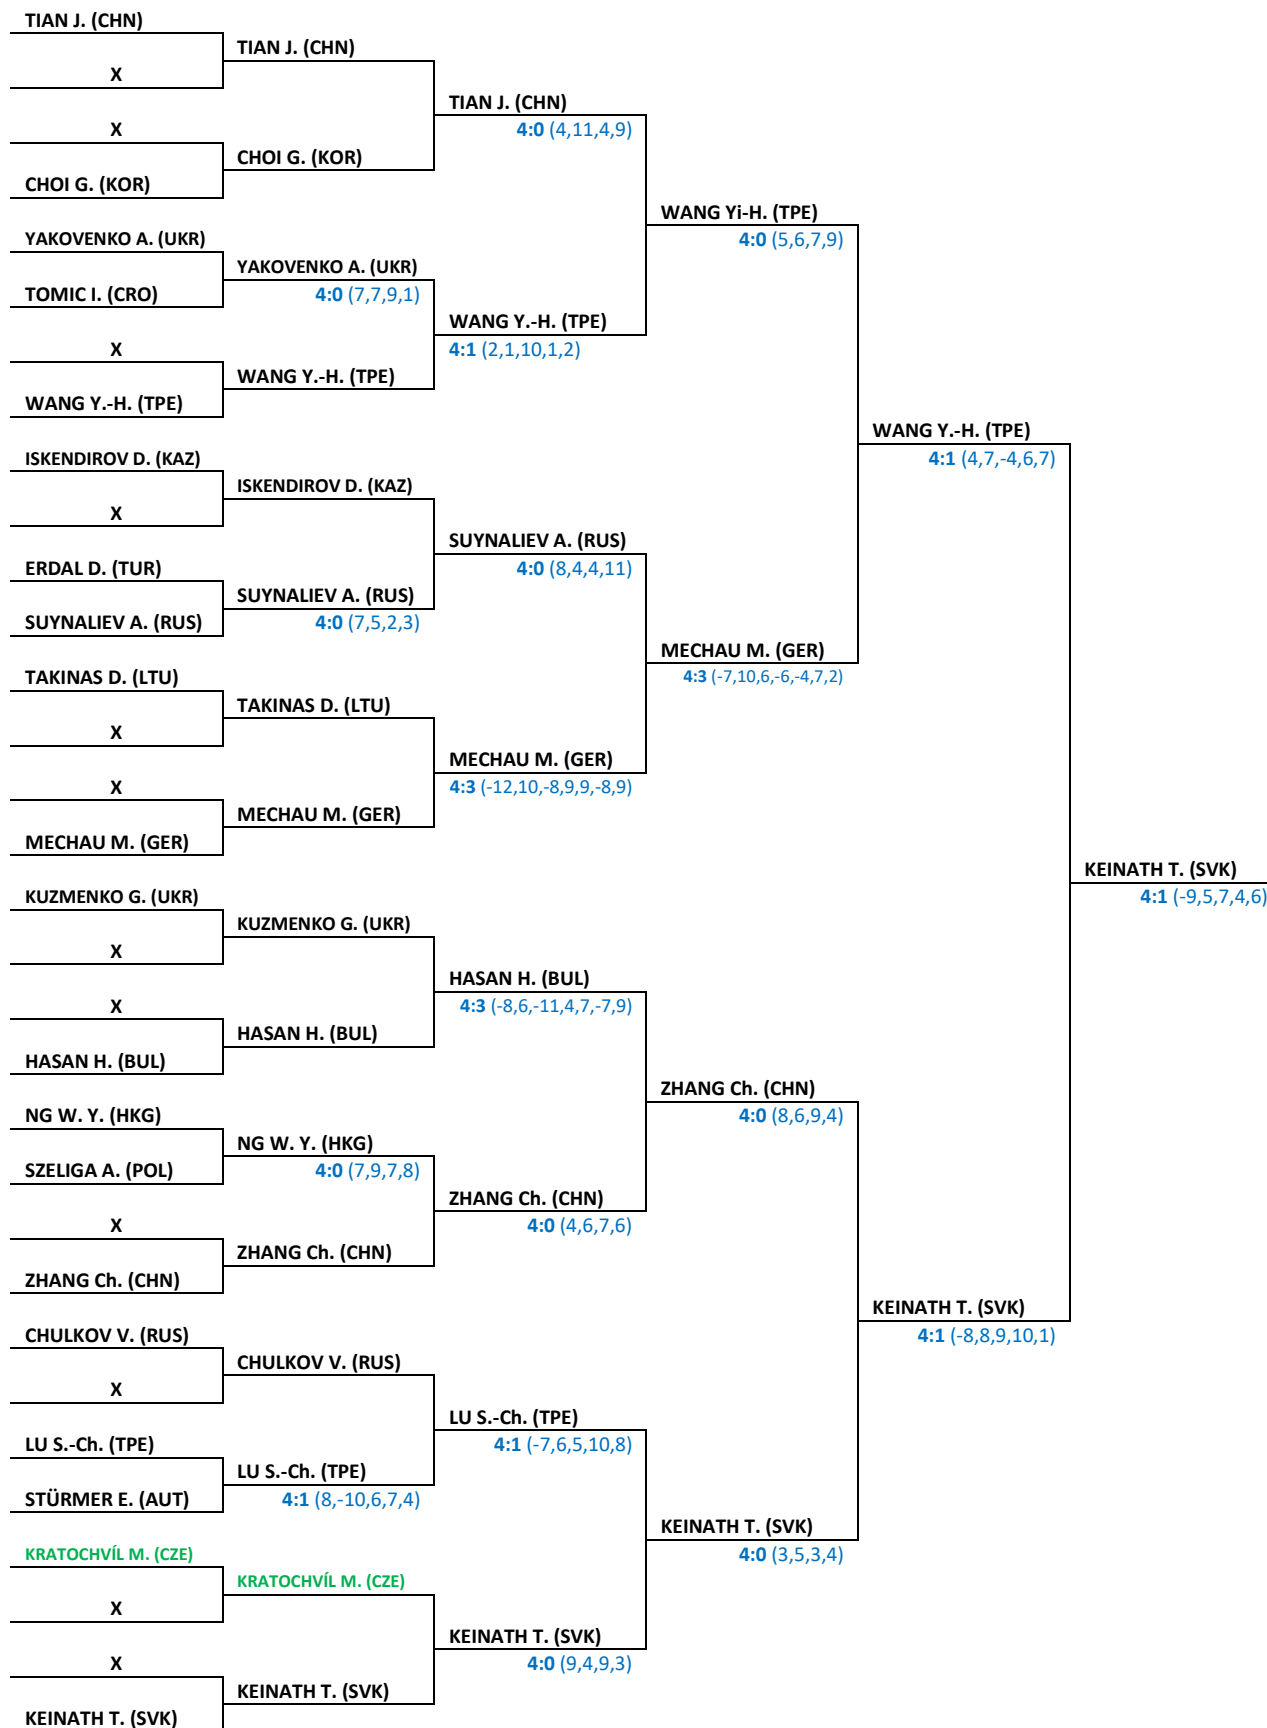 TIAN J. (CHN)
TIAN J. (CHN)
X
TIAN J. (CHN)
4:0 (4,11,4,9)
X
CHOI G. (KOR)
CHOI G. (KOR)
WANG Yi-H. (TPE)
4:0 (5,6,7,9)
YAKOVENKO A. (UKR)
YAKOVENKO A. (UKR)
4:0 (7,7,9,1)
TOMIC I. (CRO)
WANG Y.-H. (TPE)
4:1 (2,1,10,1,2)
X
WANG Y.-H. (TPE)
WANG Y.-H. (TPE)
WANG Y.-H. (TPE)
4:1 (4,7,-4,6,7)
ISKENDIROV D. (KAZ)
ISKENDIROV D. (KAZ)
X
SUYNALIEV A. (RUS)
4:0 (8,4,4,11)
ERDAL D. (TUR)
SUYNALIEV A. (RUS)
4:0 (7,5,2,3)
SUYNALIEV A. (RUS)
MECHAU M. (GER)
4:3 (-7,10,6,-6,-4,7,2)
TAKINAS D. (LTU)
TAKINAS D. (LTU)
X
MECHAU M. (GER)
4:3 (-12,10,-8,9,9,-8,9)
X
MECHAU M. (GER)
MECHAU M. (GER)
KEINATH T. (SVK)
4:1 (-9,5,7,4,6)
KUZMENKO G. (UKR)
KUZMENKO G. (UKR)
X
HASAN H. (BUL)
4:3 (-8,6,-11,4,7,-7,9)
X
HASAN H. (BUL)
HASAN H. (BUL)
ZHANG Ch. (CHN)
4:0 (8,6,9,4)
NG W. Y. (HKG)
NG W. Y. (HKG)
4:0 (7,9,7,8)
SZELIGA A. (POL)
ZHANG Ch. (CHN)
4:0 (4,6,7,6)
X
ZHANG Ch. (CHN)
ZHANG Ch. (CHN)
KEINATH T. (SVK)
4:1 (-8,8,9,10,1)
CHULKOV V. (RUS)
CHULKOV V. (RUS)
X
LU S.-Ch. (TPE)
4:1 (-7,6,5,10,8)
LU S.-Ch. (TPE)
LU S.-Ch. (TPE)
4:1 (8,-10,6,7,4)
STÜRMER E. (AUT)
KEINATH T. (SVK)
4:0 (3,5,3,4)
KRATOCHVÍL M. (CZE)
KRATOCHVÍL M. (CZE)
X
KEINATH T. (SVK)
4:0 (9,4,9,3)
X
KEINATH T. (SVK)
KEINATH T. (SVK)